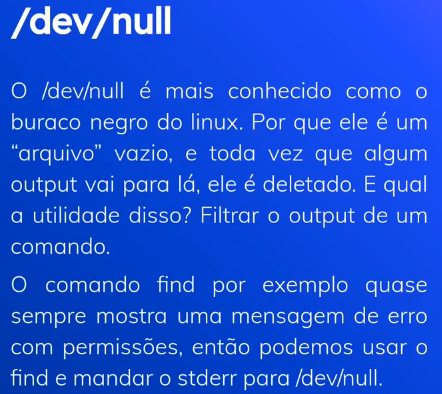 /dev/null
O /dev/null é mais conhecido como o
buraco negro do linux. Por que ele é um
“arquivo” vazio, e toda vez que algum
output vai para lá, ele é deletado. E qual
a utilidade disso? Filtrar o output de um
comando.
O comando find por exemplo quase
sempre mostra uma mensagem de erro
com permissões, então podemos usar o
find e mandar o stderr para /dev/null.